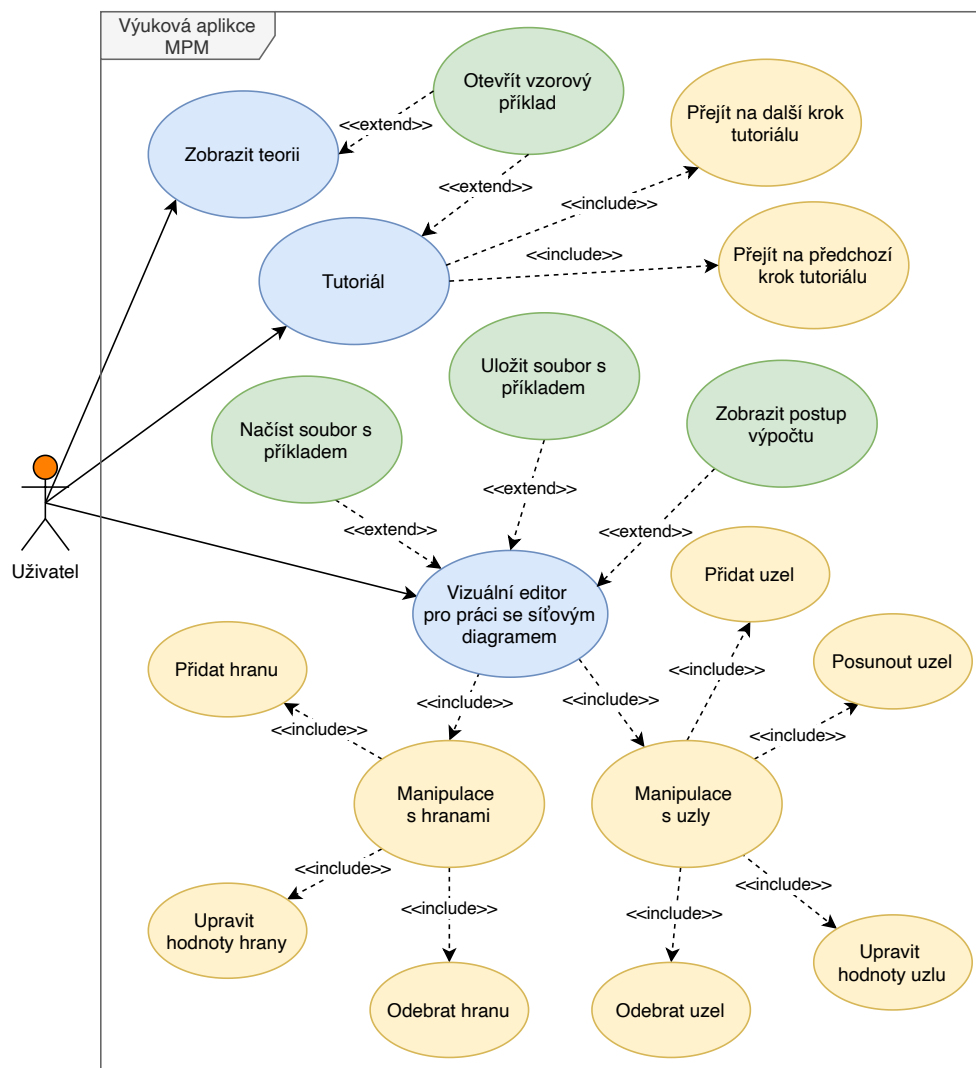 Výuková aplikce
MPM
Otevřít vzorový
příklad
Zobrazit teorii
<<extend>>
Přejít na další krok
tutoriálu
<<extend>>
<<include>>
Tutoriál
<<include>>
Přejít na předchozí
krok tutoriálu
Uložit soubor s
příkladem
Načíst soubor s
příkladem
Zobrazit postup
výpočtu
<<extend>>
<<extend>>
<<extend>>
Uživatel
Přidat uzel
Vizuální editor
pro práci se síťovým
diagramem
Přidat hranu
Posunout uzel
<<include>>
<<include>>
<<include>>
<<include>>
<<include>>
Manipulace
s hranami
Manipulace
s uzly
<<include>>
<<include>>
<<include>>
<<include>>
Upravit
hodnoty hrany
Upravit
hodnoty uzlu
Odebrat hranu
Odebrat uzel